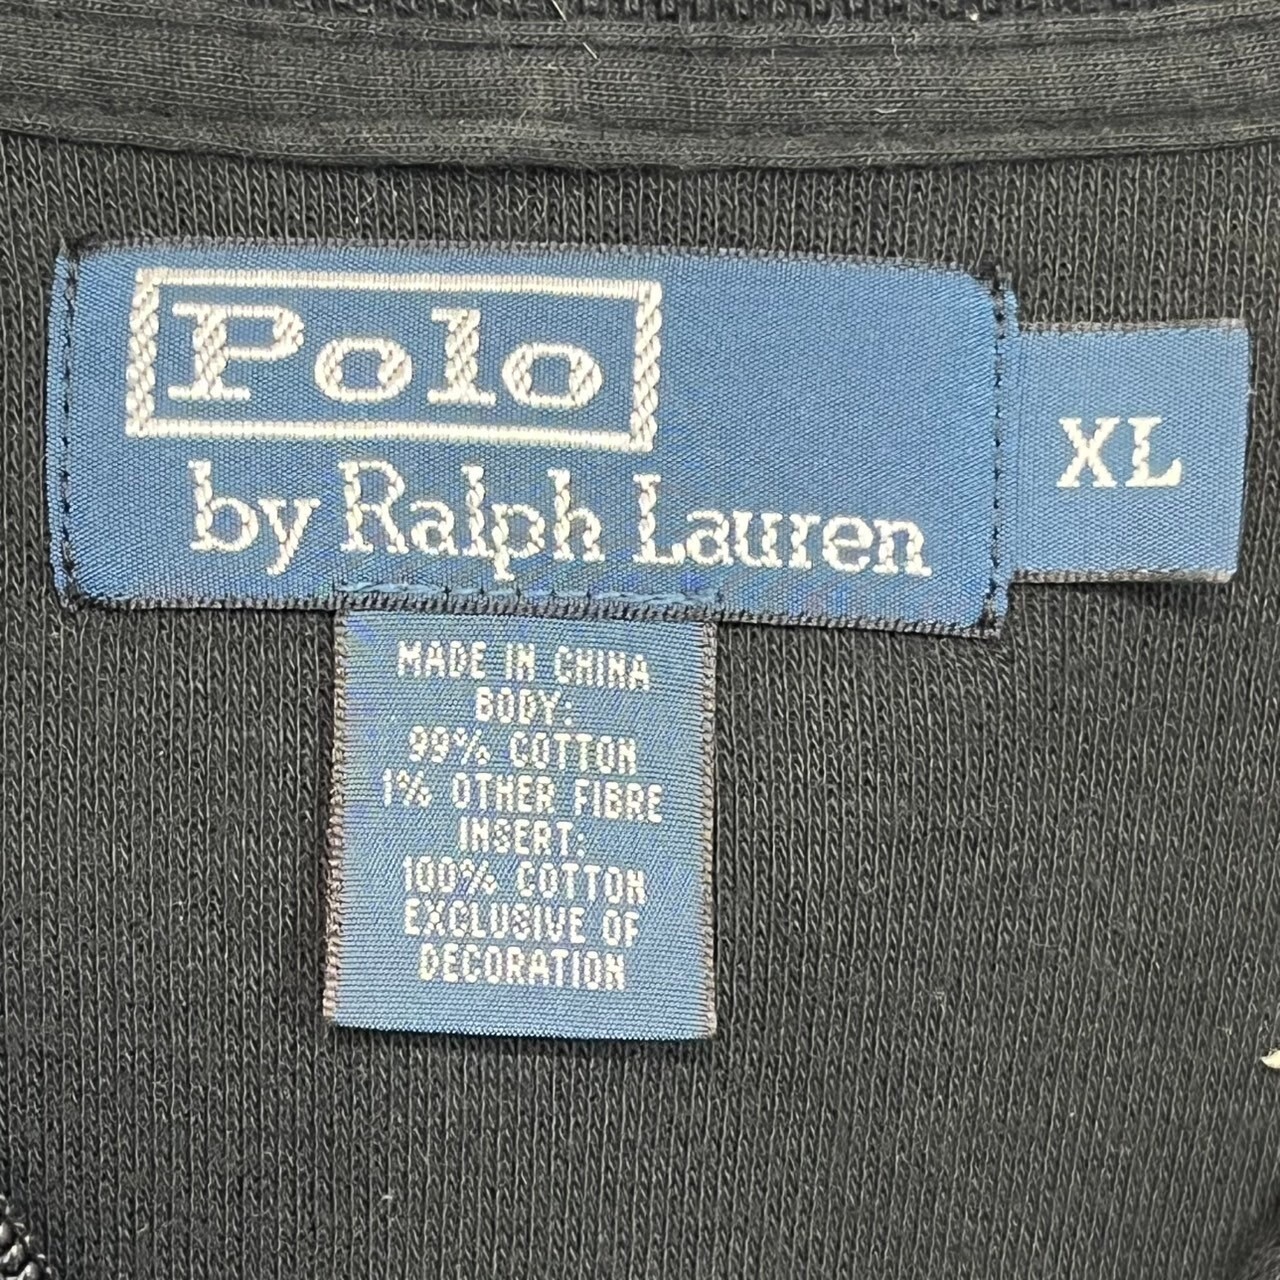 Polo
by Ralph Lauren
XL
MADE IN CHINA
BODY:
99% COTTON
1% OTHER FIBRE
INSERT:
100% COTTON
EXCLUSIVE OF
DECORATION